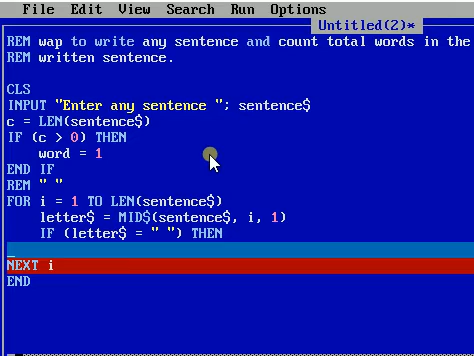 File Edit View Search Run Options
Untitled(2)*
REM wap to write any sentence and count total words in the
REM written sentence.
CLS
INPUT "Enter any sentence "; sentence$
c = LEN(sentence$)
IF (c > 0) THEN
word = 1
END IF
REM " "
FOR i = 1 TO LEN(sentence$)
letter$ = MID$(sentence$, i, 1)
IF (letter$ = " ") THEN
_
NEXT i
END